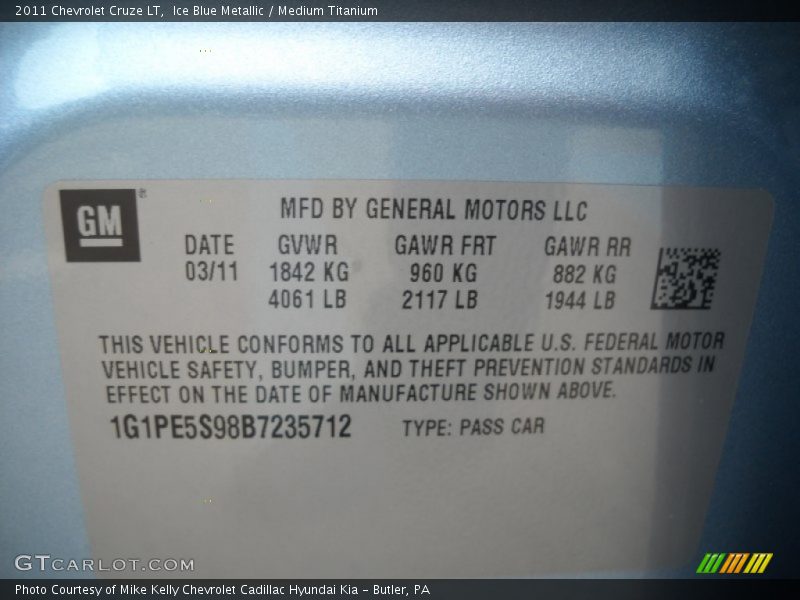 2011 Chevrolet Cruze LT, Ice Blue Metallic / Medium Titanium
GM®
MFD BY GENERAL MOTORS LLC
DATE GVWR GAWR FRT GAWR RR
03/11 1842 KG 960 KG 882 KG
4061 LB 2117 LB 1944 LB
THIS VEHICLE CONFORMS TO ALL APPLICABLE U.S. FEDERAL MOTOR
VEHICLE SAFETY, BUMPER, AND THEFT PREVENTION STANDARDS IN
EFFECT ON THE DATE OF MANUFACTURE SHOWN ABOVE.
1G1PE5S98B7235712 TYPE: PASS CAR
GTCARLOT.COM
Photo Courtesy of Mike Kelly Chevrolet Cadillac Hyundai Kia – Butler, PA